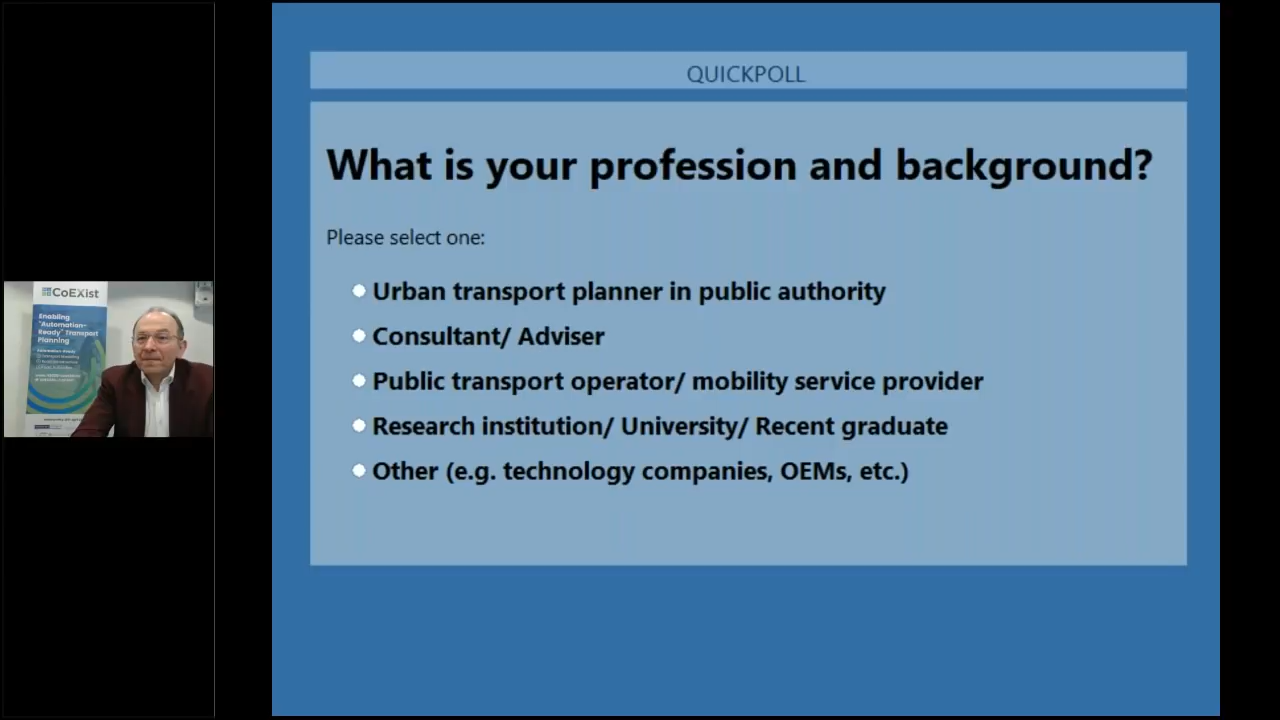 CoEXist
Enabling
"Automation-
Ready" Transport
Planning
QUICKPOLL
What is your profession and background?
Please select one:
Urban transport planner in public authority
Consultant/ Adviser
Public transport operator/ mobility service provider
Research institution/ University/ Recent graduate
Other (e.g. technology companies, OEMs, etc.)